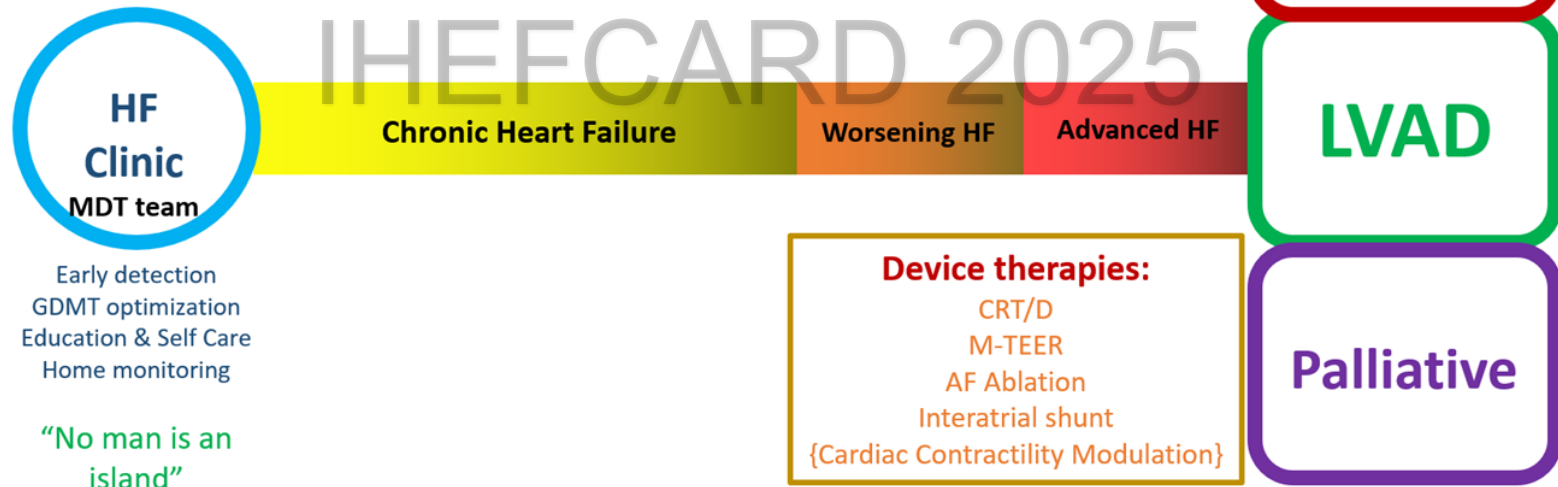 IHEFCARD 2025
HF
Clinic
MDT team
Early detection
GDMT optimization
Education & Self Care
Home monitoring
“No man is an
island”
Chronic Heart Failure
Worsening HF
Advanced HF
Device therapies:
CRT/D
M-TEER
AF Ablation
Interatrial shunt
{Cardiac Contractility Modulation}
LVAD
Palliative